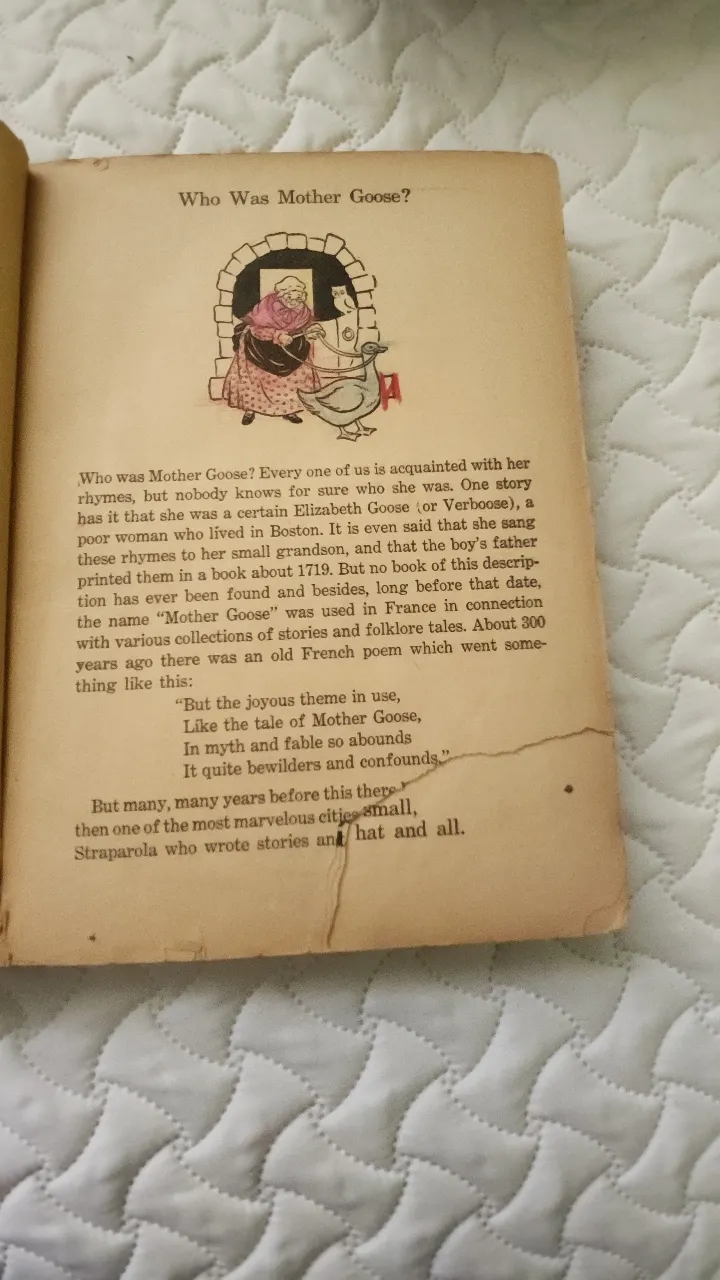 Who Was Mother Goose?
Who was Mother Goose? Every one of us is acquainted with her
rhymes, but nobody knows for sure who she was. One story
has it that she was a certain Elizabeth Goose (or Verboose), a
poor woman who lived in Boston. It is even said that she sang
these rhymes to her small grandson, and that the boy's father
printed them in a book about 1719. But no book of this descrip-
tion has ever been found and besides, long before that date,
the name “Mother Goose” was used in France in connection
with various collections of stories and folklore tales. About 300
years ago there was an old French poem which went some-
thing like this:
“But the joyous theme in use,
Like the tale of Mother Goose,
In myth and fable so abounds
It quite bewilders and confounds.”
But many, many years before this there
then one of the most marvelous cities small,
Straparola who wrote stories and hat and all.